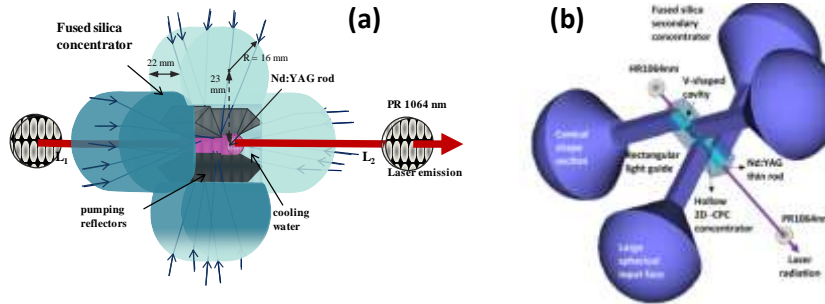 (a)
Fused silica
concentrator
22 mm
R = 16 mm
23
mm
Nd:YAG rod
PR 1064 nm
L1
L2
Laser emission
pumping
reflectors
cooling
water
(b)
Fused silica
secondary
concentrator
HR1064nm
V-shaped
cavity
Conical
shape
section
Rectangular
light guide
Nd:YAG
thin rod
Hollow
2D-CPC
concentrator
PR1064nm
Large
spherical
input face
Laser
radiation